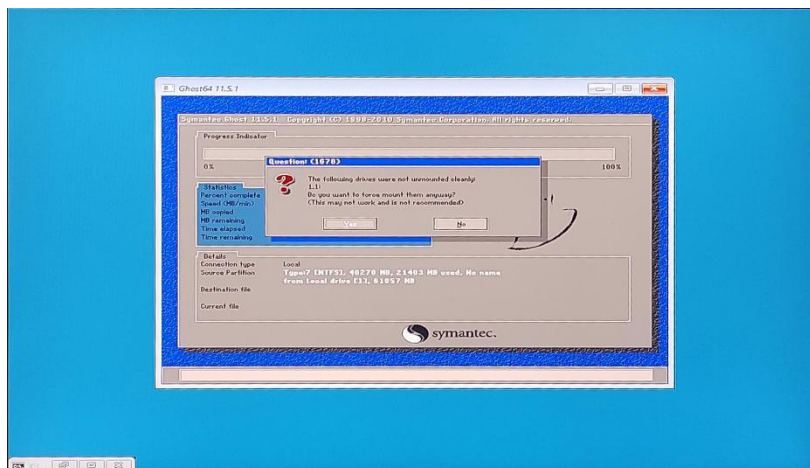 Ghost64 11.5.1
Symantec Ghost 11.5.1 Copyright (C) 1998-2010 Symantec Corporation. All rights reserved.
Progress Indicator
0%
100%
Question: (1678)
The following drives were not unmounted cleanly:
1.1:
Do you want to force mount them anyway?
(This may not work and is not recommended)
Yes
No
Statistics
Percent complete
Speed (MB/min)
MB copied
MB remaining
Time elapsed
Time remaining
Details
Connection type Local
Source Partition Type:7 [NTFS], 40270 MB, 21403 MB used, No name
from Local drive [1], 81857 MB
Destination file
Current file
symantec.